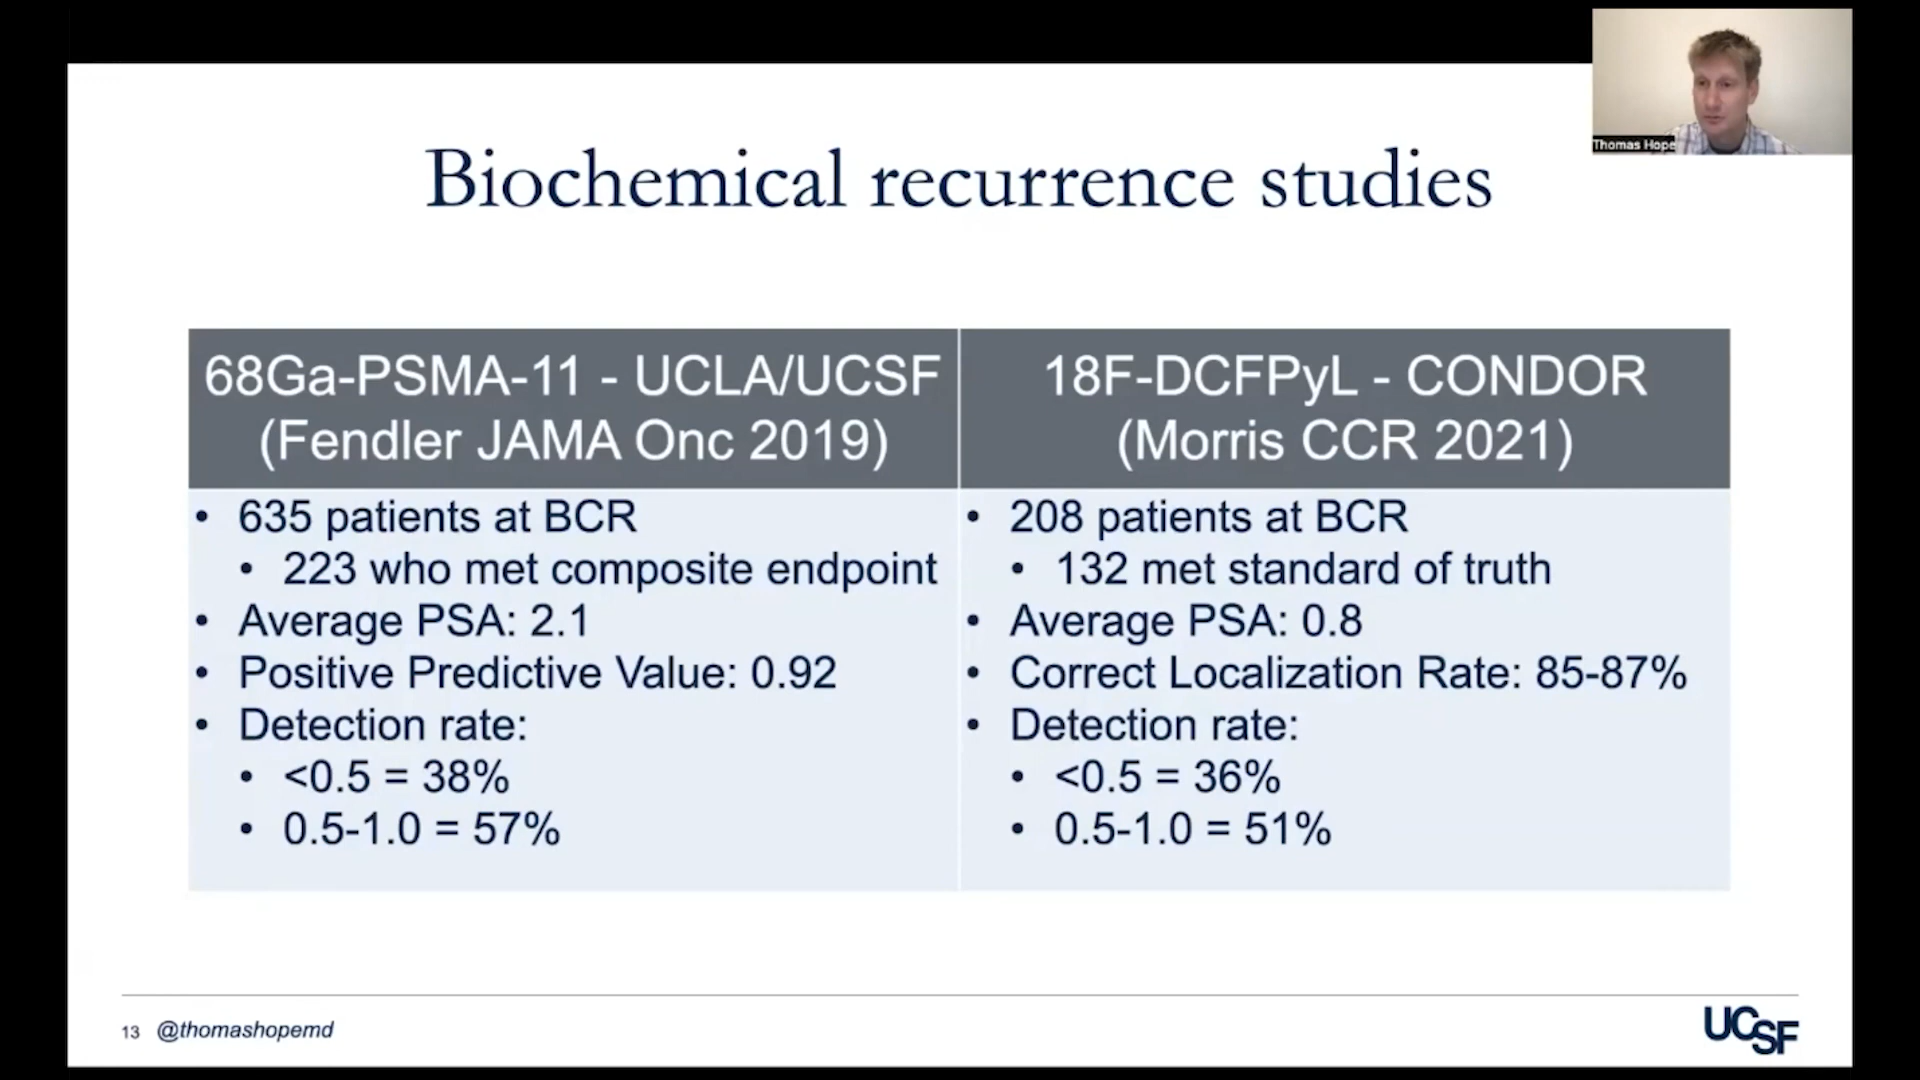 Thomas Hope
Biochemical recurrence studies
68Ga-PSMA-11 - UCLA/UCSF
(Fendler JAMA Onc 2019)
• 635 patients at BCR
• 223 who met composite endpoint
• Average PSA: 2.1
• Positive Predictive Value: 0.92
• Detection rate:
• <0.5 = 38%
• 0.5-1.0 = 57%
18F-DCFPyL - CONDOR
(Morris CCR 2021)
• 208 patients at BCR
• 132 met standard of truth
• Average PSA: 0.8
• Correct Localization Rate: 85-87%
• Detection rate:
• <0.5 = 36%
• 0.5-1.0 = 51%
13 @thomashopemd
UCSF